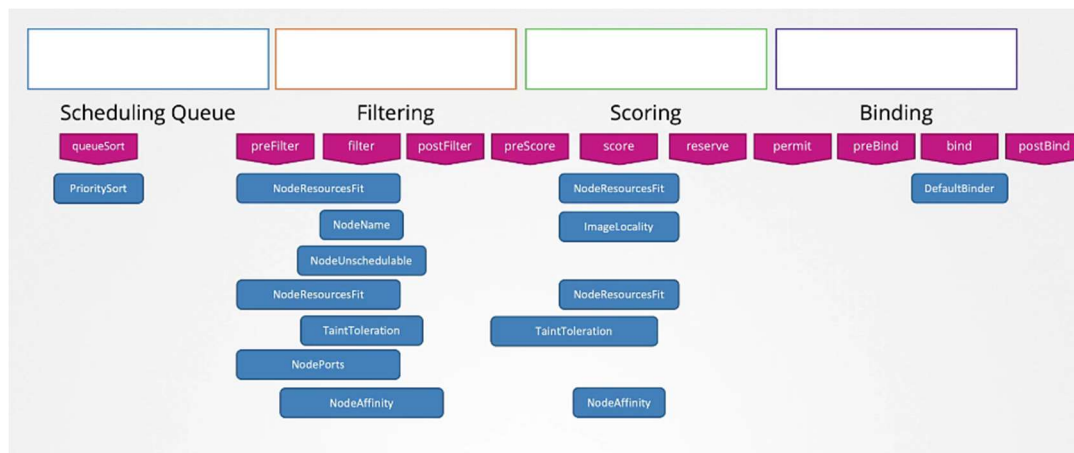 Scheduling Queue
Filtering
Scoring
Binding
queueSort
preFilter
filter
postFilter
preScore
score
reserve
permit
preBind
bind
postBind
PrioritySort
NodeResourcesFit
NodeResourcesFit
DefaultBinder
NodeName
ImageLocality
NodeUnschedulable
NodeResourcesFit
NodeResourcesFit
TaintToleration
TaintToleration
NodePorts
NodeAffinity
NodeAffinity